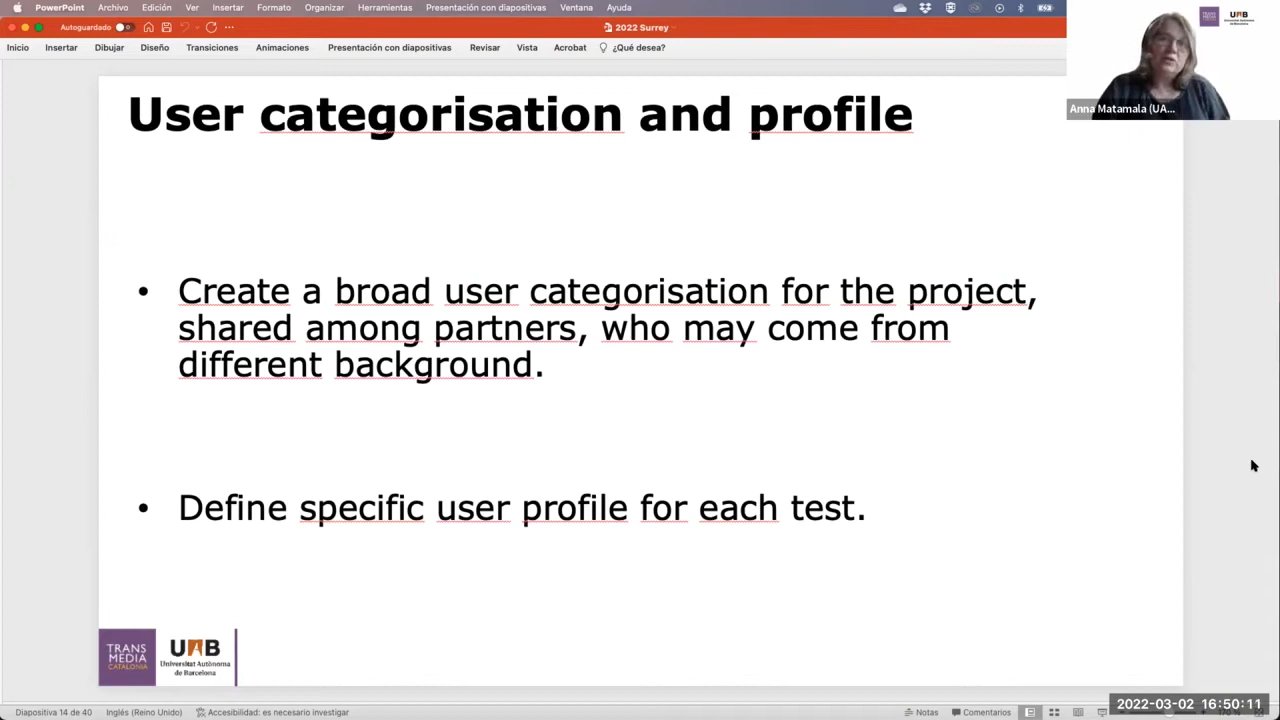 PowerPoint Archivo Edición Ver Insertar Formato Organizar Herramientas Presentación con diapositivas Ventana Ayuda
Autoguardado
2022 Surrey
Inicio Insertar Dibujar Diseño Transiciones Animaciones Presentación con diapositivas Revisar Vista Acrobat ¿Qué desea?
Anna Matamala (UA...
User categorisation and profile
• Create a broad user categorisation for the project,
shared among partners, who may come from
different background.
• Define specific user profile for each test.
TRANS
MEDIA
CATALONIA
UAB
Universitat Autònoma
de Barcelona
2022-03-02 16:50:11
Diapositiva 14 de 40 Inglés (Reino Unido) Accesibilidad: es necesario investigar Notas Comentarios